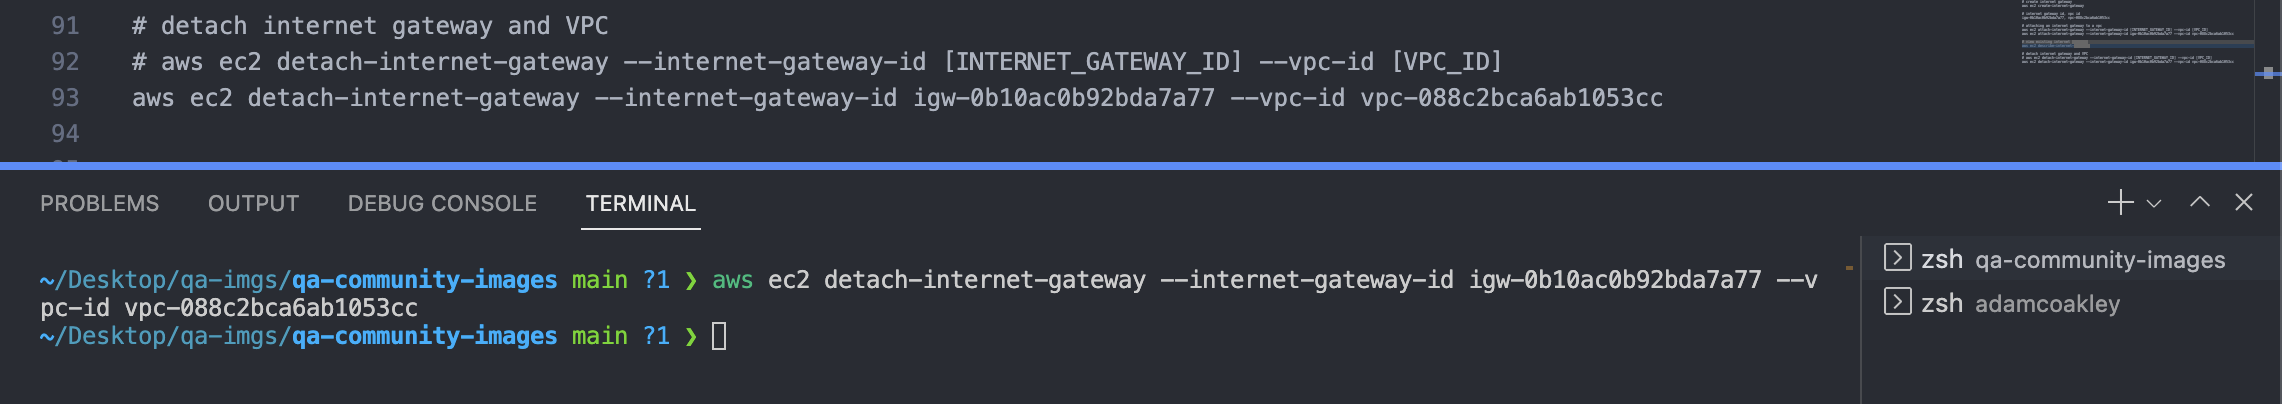 91 # detach internet gateway and VPC
92 # aws ec2 detach-internet-gateway --internet-gateway-id [INTERNET_GATEWAY_ID] --vpc-id [VPC_ID]
93 aws ec2 detach-internet-gateway --internet-gateway-id igw-0b10ac0b92bda7a77 --vpc-id vpc-088c2bca6ab1053cc
94
PROBLEMS OUTPUT DEBUG CONSOLE TERMINAL
~/Desktop/qa-imgs/qa-community-images main ?1 ❯ aws ec2 detach-internet-gateway --internet-gateway-id igw-0b10ac0b92bda7a77 --v
pc-id vpc-088c2bca6ab1053cc
~/Desktop/qa-imgs/qa-community-images main ?1 ❯
zsh qa-community-images
zsh adamcoakley